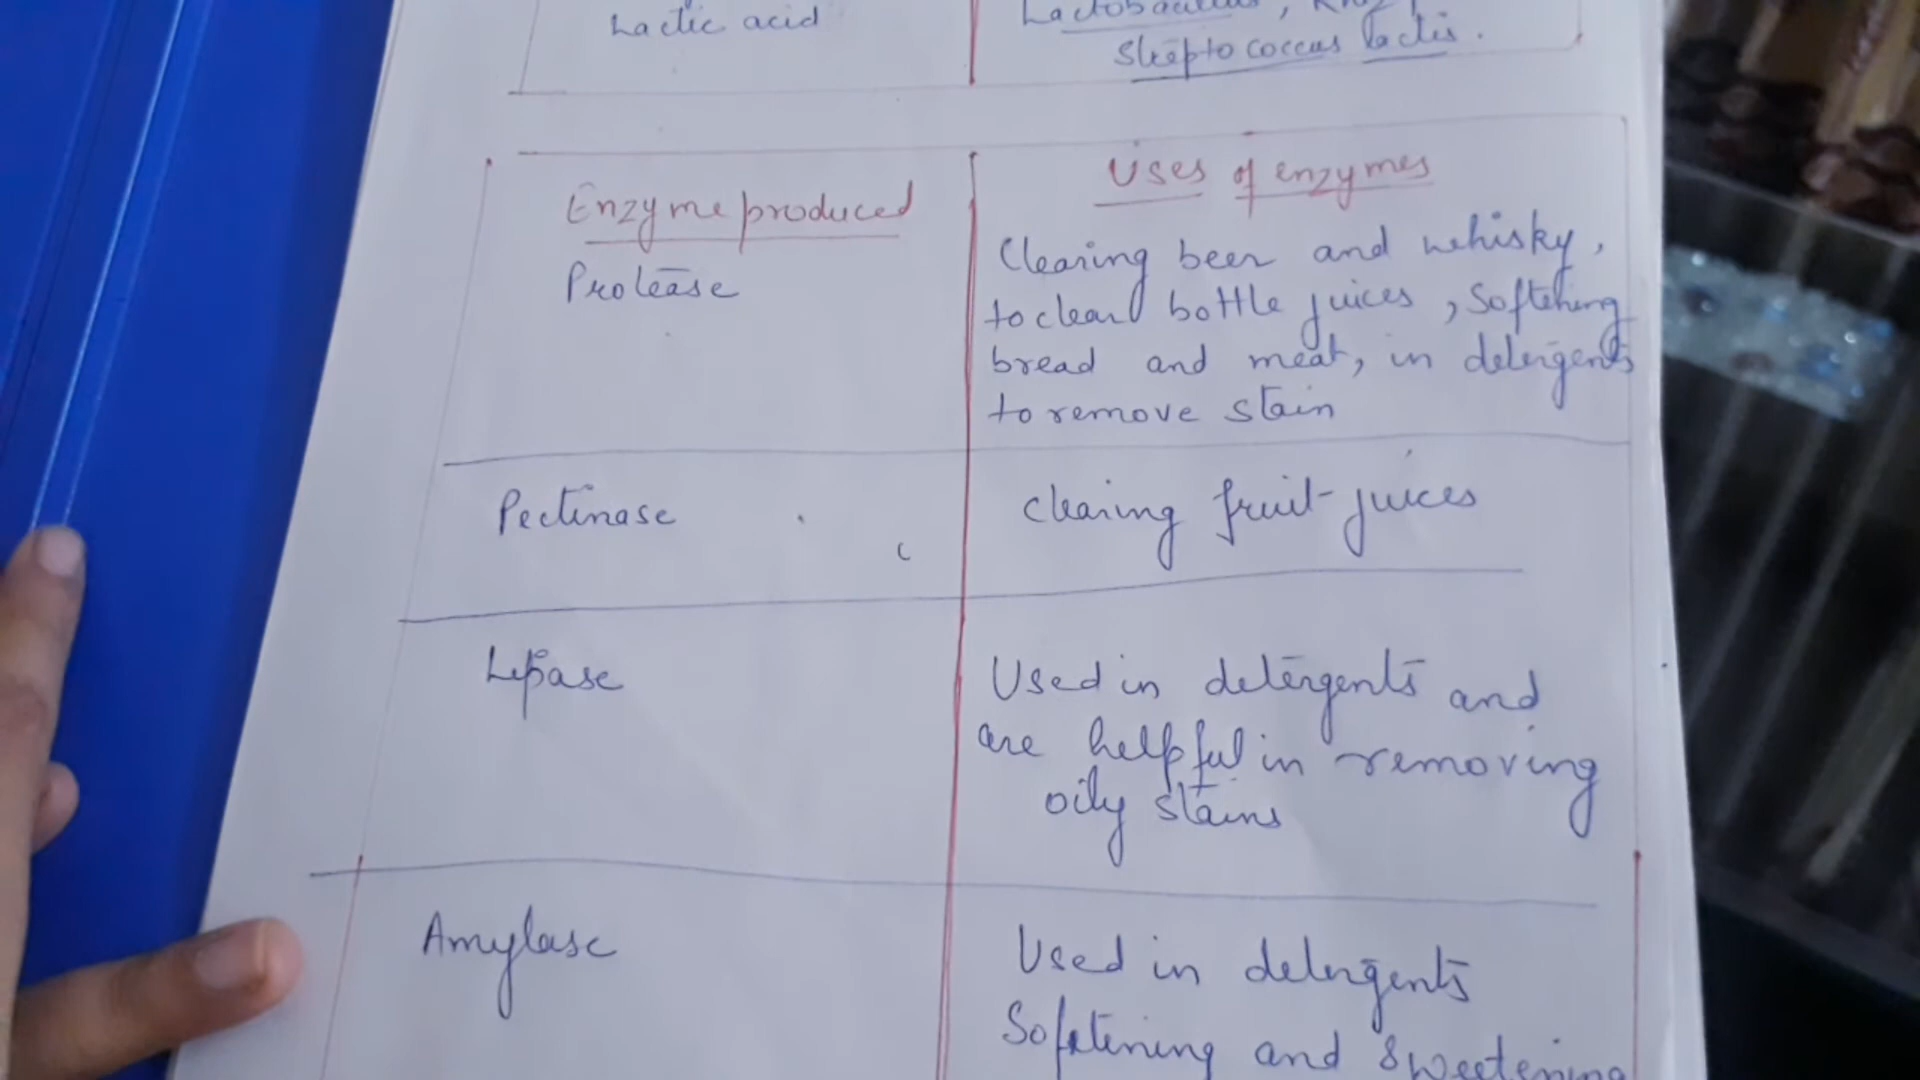 Lactic acid
Lactobacillus,
Streptococcus lactis.
Enzyme produced
Uses of enzymes
Protease
Clearing beer and whisky,
to clear bottle juices, Softening
bread and meat, in detergents
to remove stain
Pectinase
Clearing fruit juices
Lipase
Used in detergents and
are helpful in removing
oily stains
Amylase
Used in detergents
Softening and Sweetening